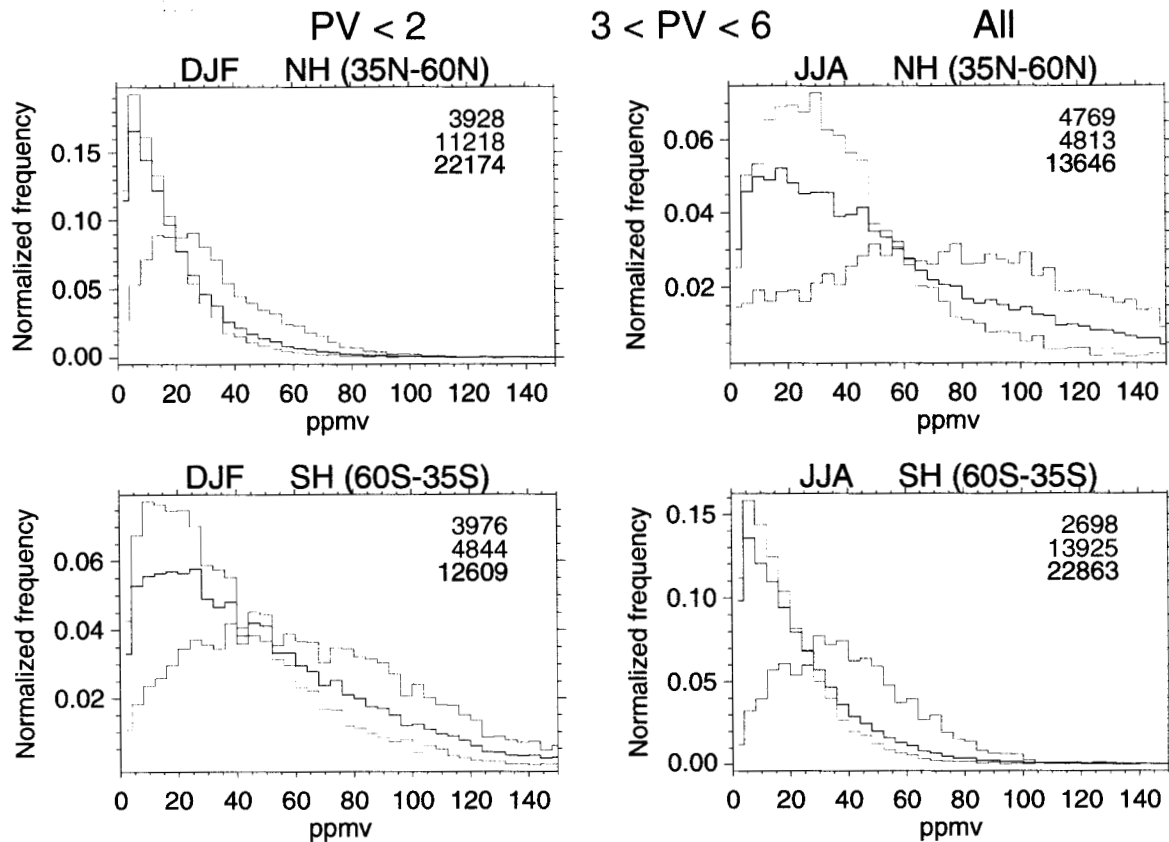 PV < 2 3 < PV < 6 All
DJF NH (35N-60N)
Normalized frequency
0.15
0.10
0.05
0.00
3928
11218
22174
0 20 40 60 80 100 120 140
ppmv
JJA NH (35N-60N)
Normalized frequency
0.06
0.04
0.02
4769
4813
13646
0 20 40 60 80 100 120 140
ppmv
DJF SH (60S-35S)
Normalized frequency
0.06
0.04
0.02
3976
4844
12609
0 20 40 60 80 100 120 140
ppmv
JJA SH (60S-35S)
Normalized frequency
0.15
0.10
0.05
0.00
2698
13925
22863
0 20 40 60 80 100 120 140
ppmv